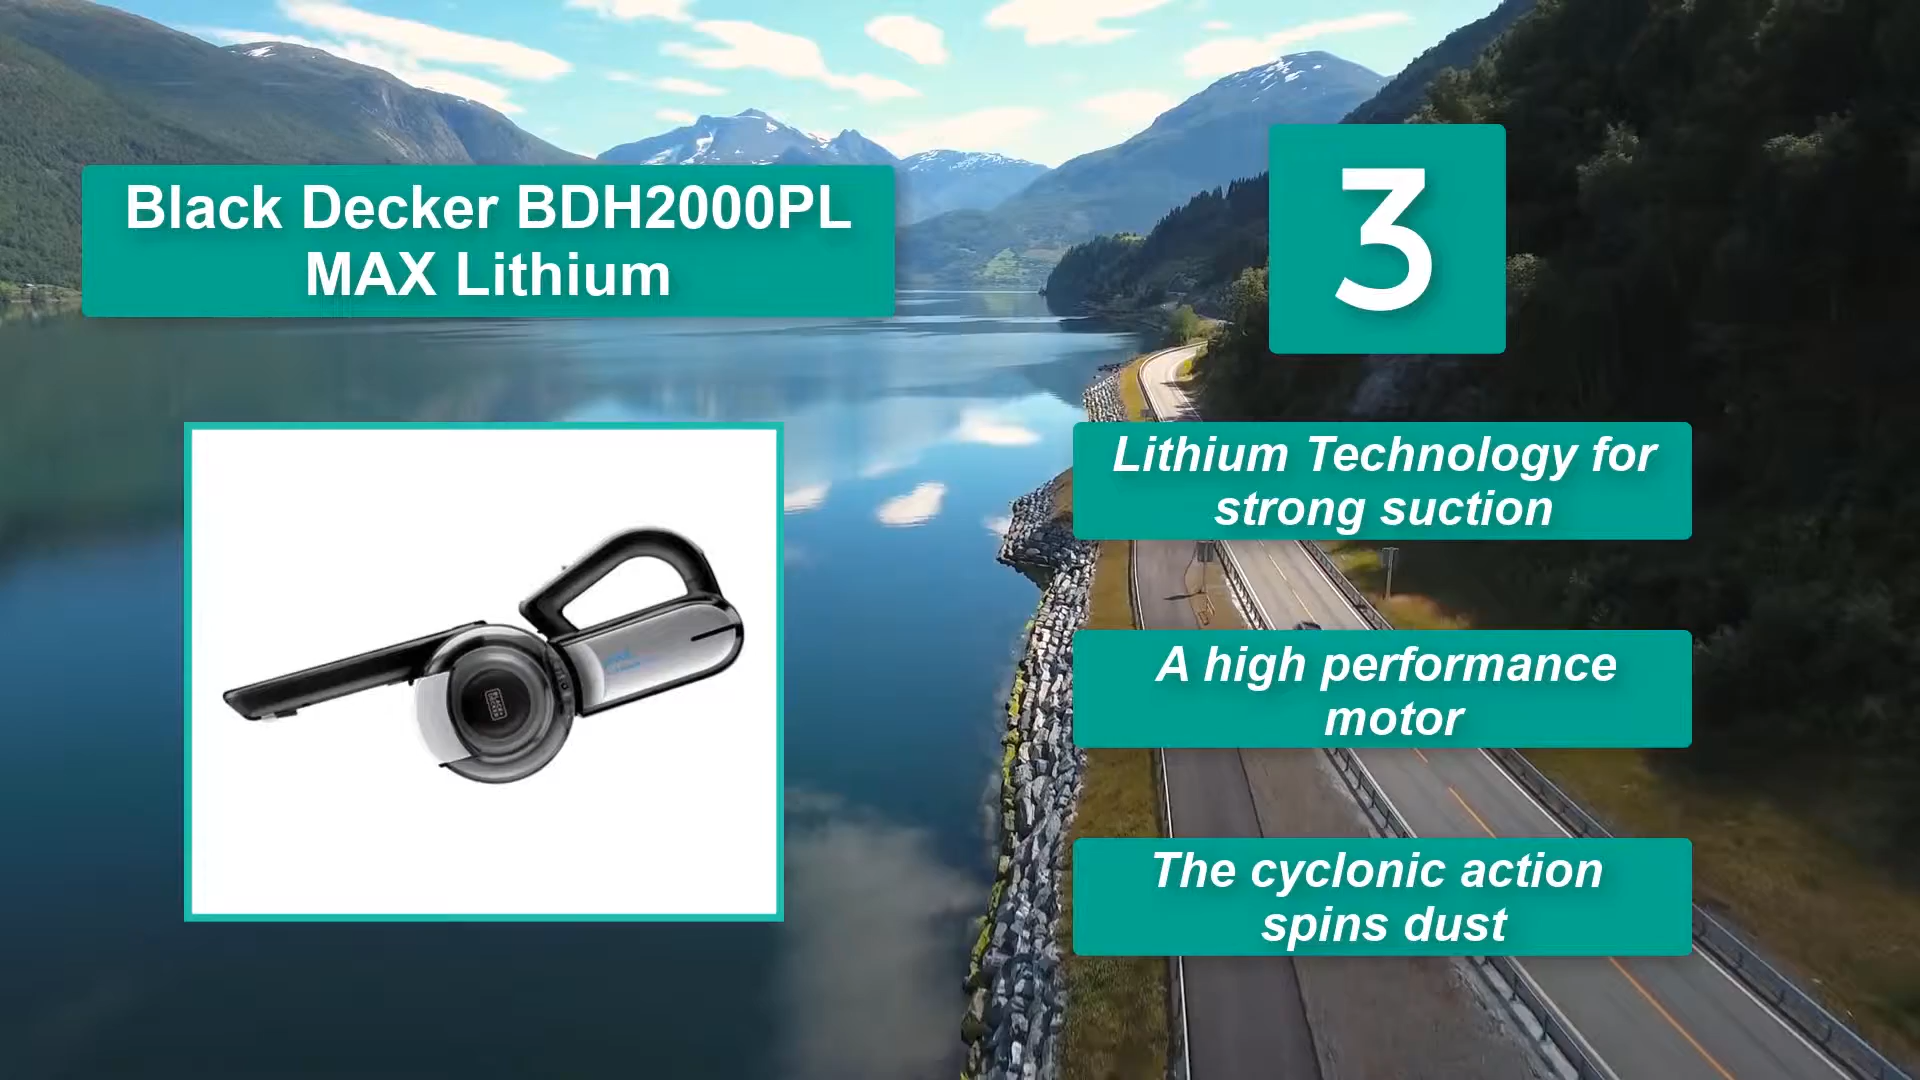 Black Decker BDH2000PL
MAX Lithium
3
Lithium Technology for
strong suction
A high performance
motor
The cyclonic action
spins dust